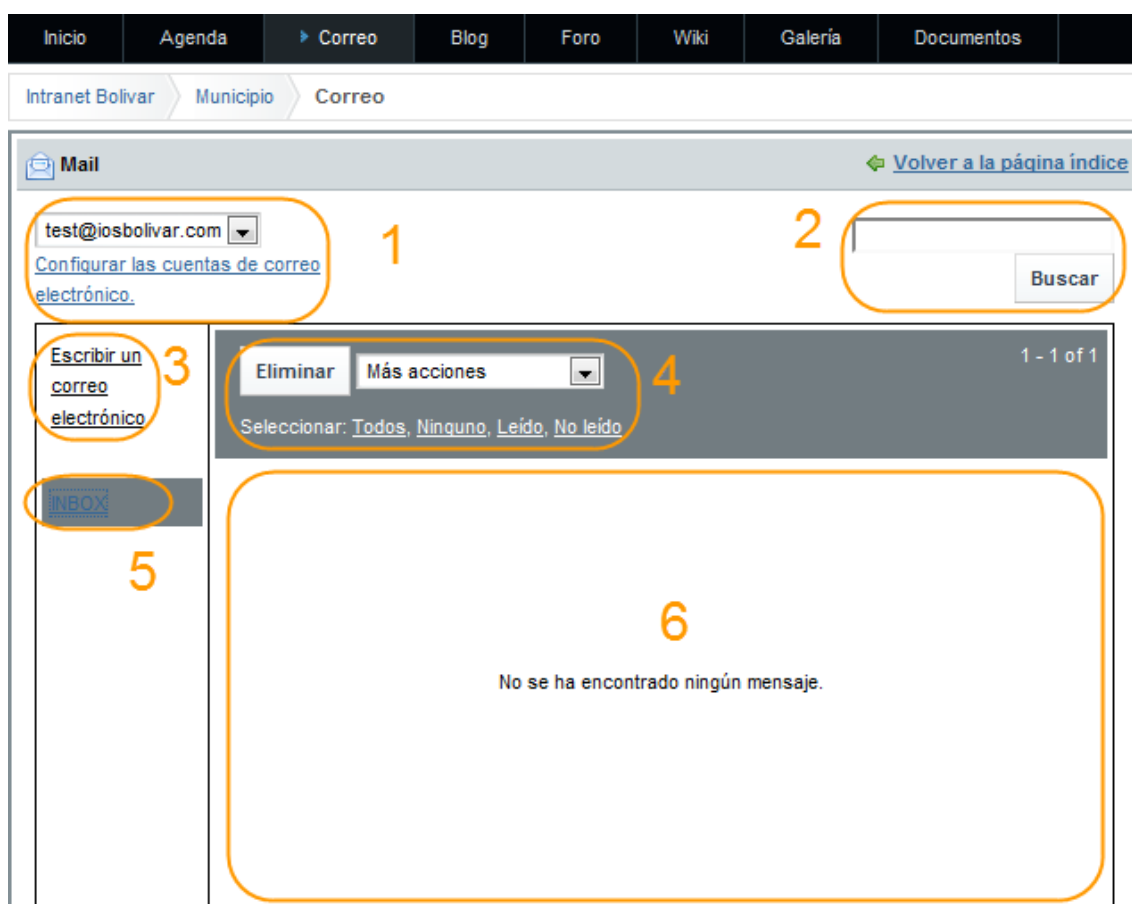 Inicio Agenda Correo Blog Foro Wiki Galería Documentos
Intranet Bolivar Municipio Correo
Mail Volver a la página índice
test@iosbolivar.com 1 2
Configurar las cuentas de correo
electrónico.
Buscar
Escribir un
correo
electrónico
3
Eliminar Más acciones 4 1 - 1 of 1
Seleccionar: Todos, Ninguno, Leído, No leído
INBOX
5
6
No se ha encontrado ningún mensaje.